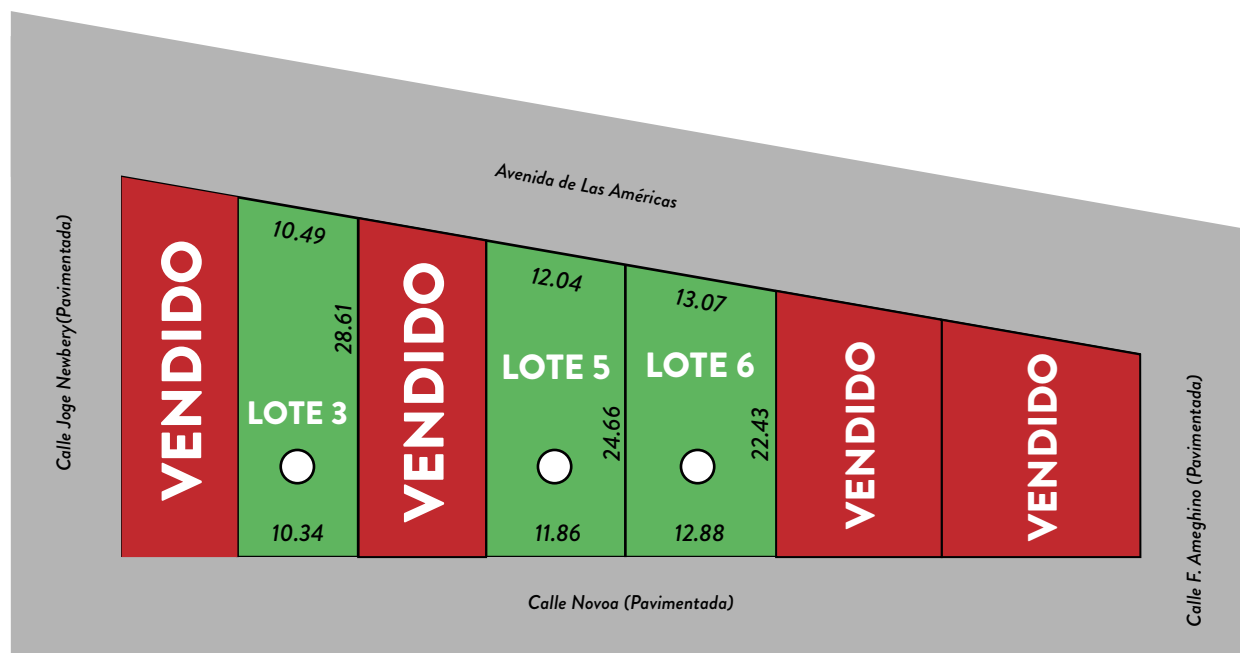 Avenida de Las Américas
Calle Joge Newbery(Pavimentada)
VENDIDO
10.49
28.61
LOTE 3
10.34
VENDIDO
12.04
LOTE 5
24.66
11.86
13.07
LOTE 6
22.43
12.88
VENDIDO
VENDIDO
Calle F. Ameghino (Pavimentada)
Calle Novoa (Pavimentada)